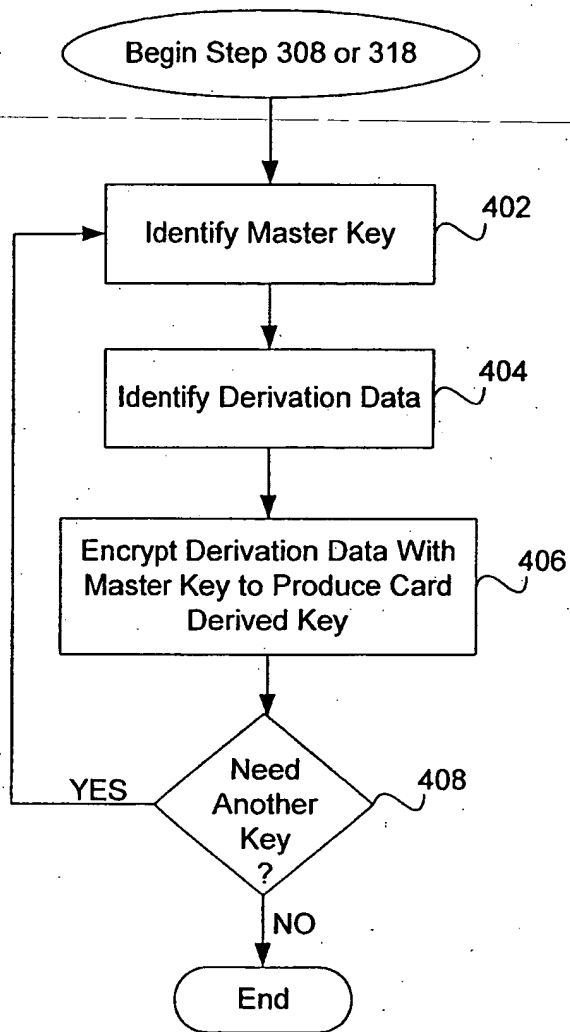 Begin Step 308 or 318
Identify Master Key
402
Identify Derivation Data
404
Encrypt Derivation Data With
Master Key to Produce Card
Derived Key
406
Need
Another
Key
?
408
YES
NO
End